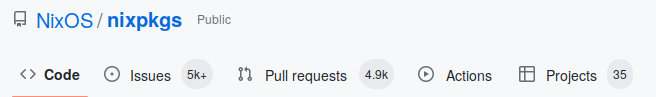 NixOS / nixpkgs Public
Code Issues 5k+ Pull requests 4.9k Actions Projects 35